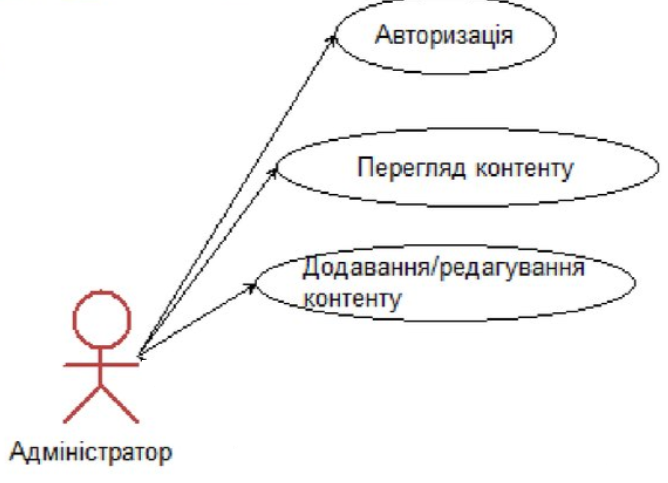 Авторизація
Перегляд контенту
Додавання/редагування
контенту
Адміністратор